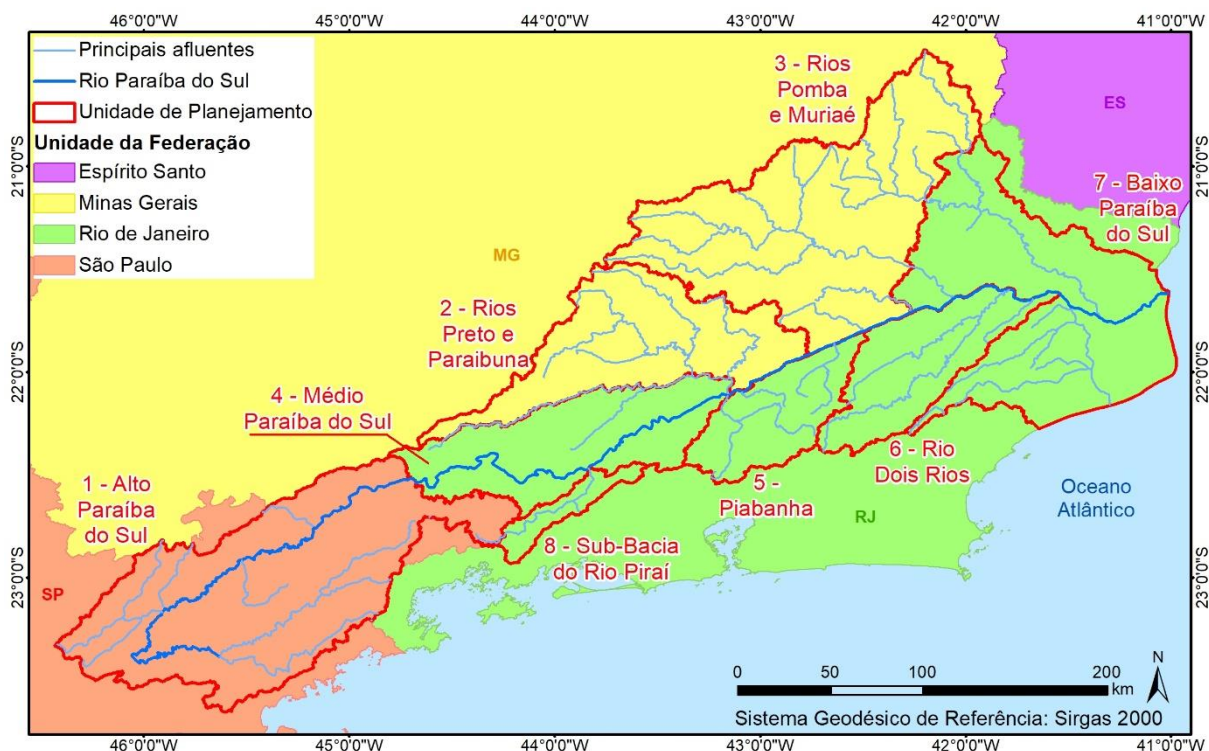 46°0'0"W
45°0'0"W
44°0'0"W
43°0'0"W
42°0'0"W
41°0'0"W
Principais afluentes
Rio Paraíba do Sul
Unidade de Planejamento
Unidade da Federação
Espírito Santo
Minas Gerais
Rio de Janeiro
São Paulo
3 - Rios
Pomba
e Muriaé
ES
21°0'0"S
21°0'0"S
7 - Baixo
Paraíba
do Sul
MG
2 - Rios
Preto e
Paraibuna
22°0'0"S
22°0'0"S
4 - Médio
Paraíba do Sul
1 - Alto
Paraíba
do Sul
6 - Rio
Dois Rios
5 -
Piabanha
Oceano
Atlântico
RJ
8 - Sub-Bacia
do Rio Piraí
23°0'0"S
23°0'0"S
SP
0 50 100 200
km
N
Sistema Geodésico de Referência: Sirgas 2000
46°0'0"W
45°0'0"W
44°0'0"W
43°0'0"W
42°0'0"W
41°0'0"W